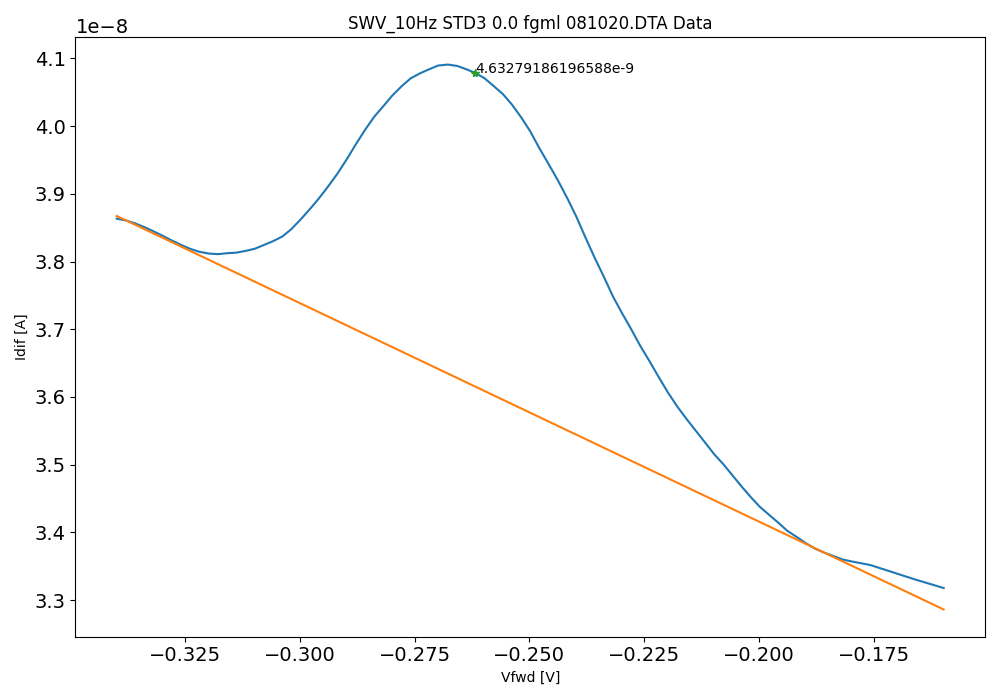 SWV_10Hz STD3 0.0 fgml 081020.DTA Data
1e−8
4.63279186196588e-9
4.1
4.0
3.9
3.8
3.7
3.6
3.5
3.4
3.3
Idif [A]
−0.325 −0.300 −0.275 −0.250 −0.225 −0.200 −0.175
Vfwd [V]